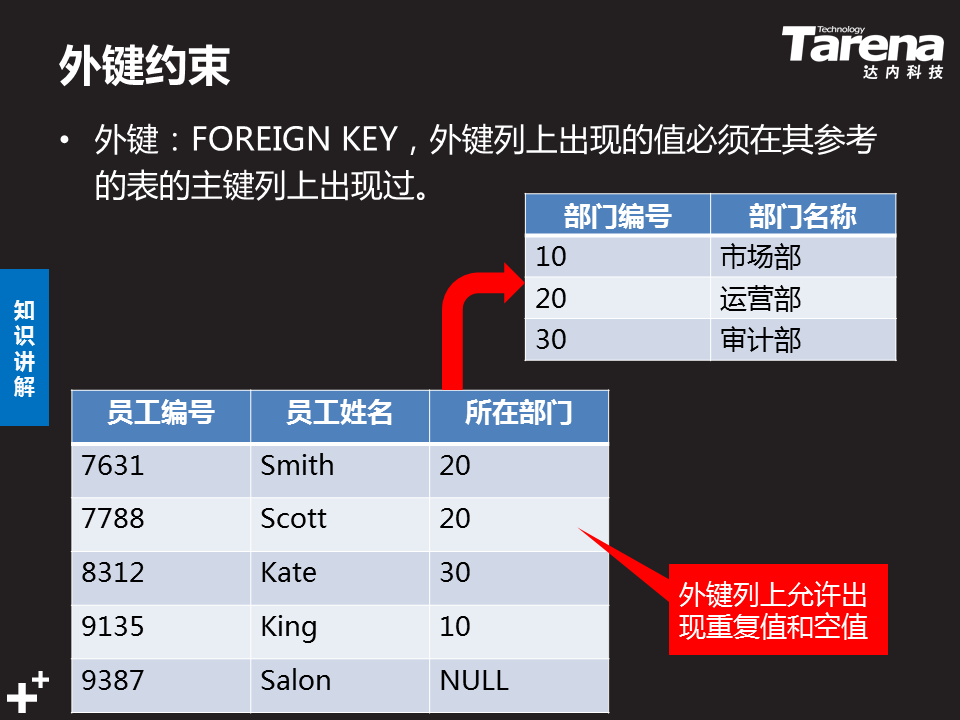 外键约束
Technology
Tarena
达内科技
• 外键：FOREIGN KEY，外键列上出现的值必须在其参考
的表的主键列上出现过。
部门编号 部门名称
10 市场部
20 运营部
30 审计部
知识讲解
员工编号 员工姓名 所在部门
7631 Smith 20
7788 Scott 20
8312 Kate 30
9135 King 10
9387 Salon NULL
外键列上允许出
现重复值和空值